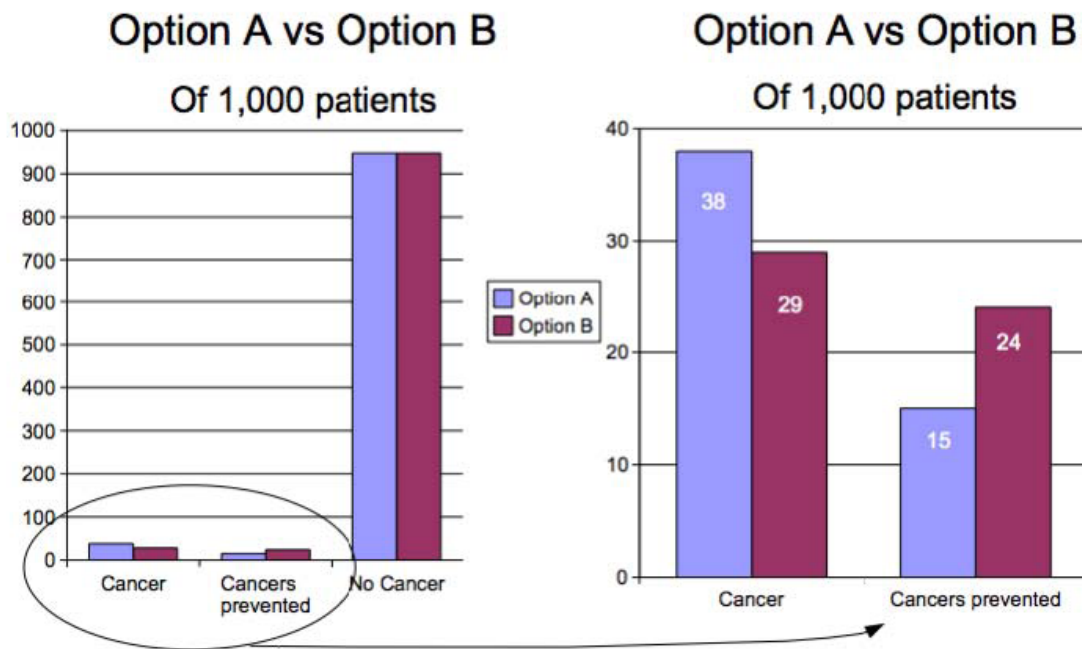 Option A vs Option B
Of 1,000 patients
1000
900
800
700
600
500
400
300
200
100
0
Cancer
Cancers
prevented
No Cancer
Option A
Option B
Option A vs Option B
Of 1,000 patients
40
30
20
10
0
38
29
15
24
Cancer
Cancers prevented